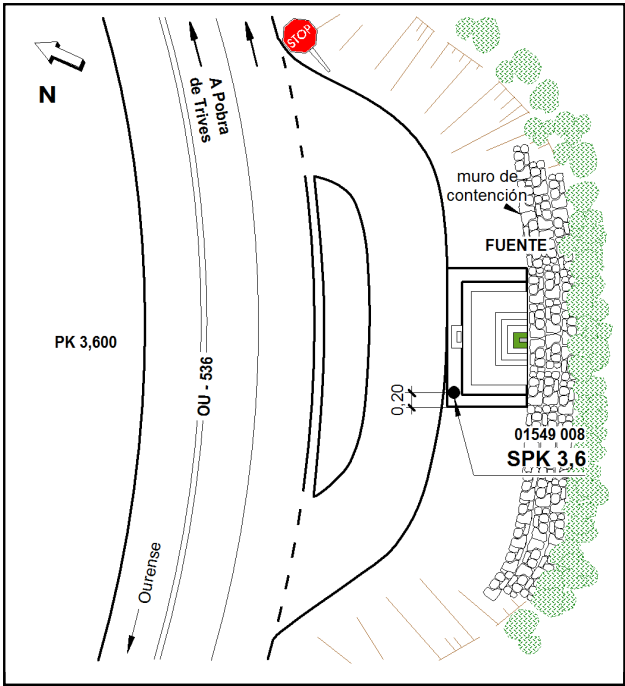 STOP
N
A Pobra
de Trives
muro de
contención
FUENTE
PK 3,600
OU - 536
0,20
01549 008
SPK 3,6
Ourense